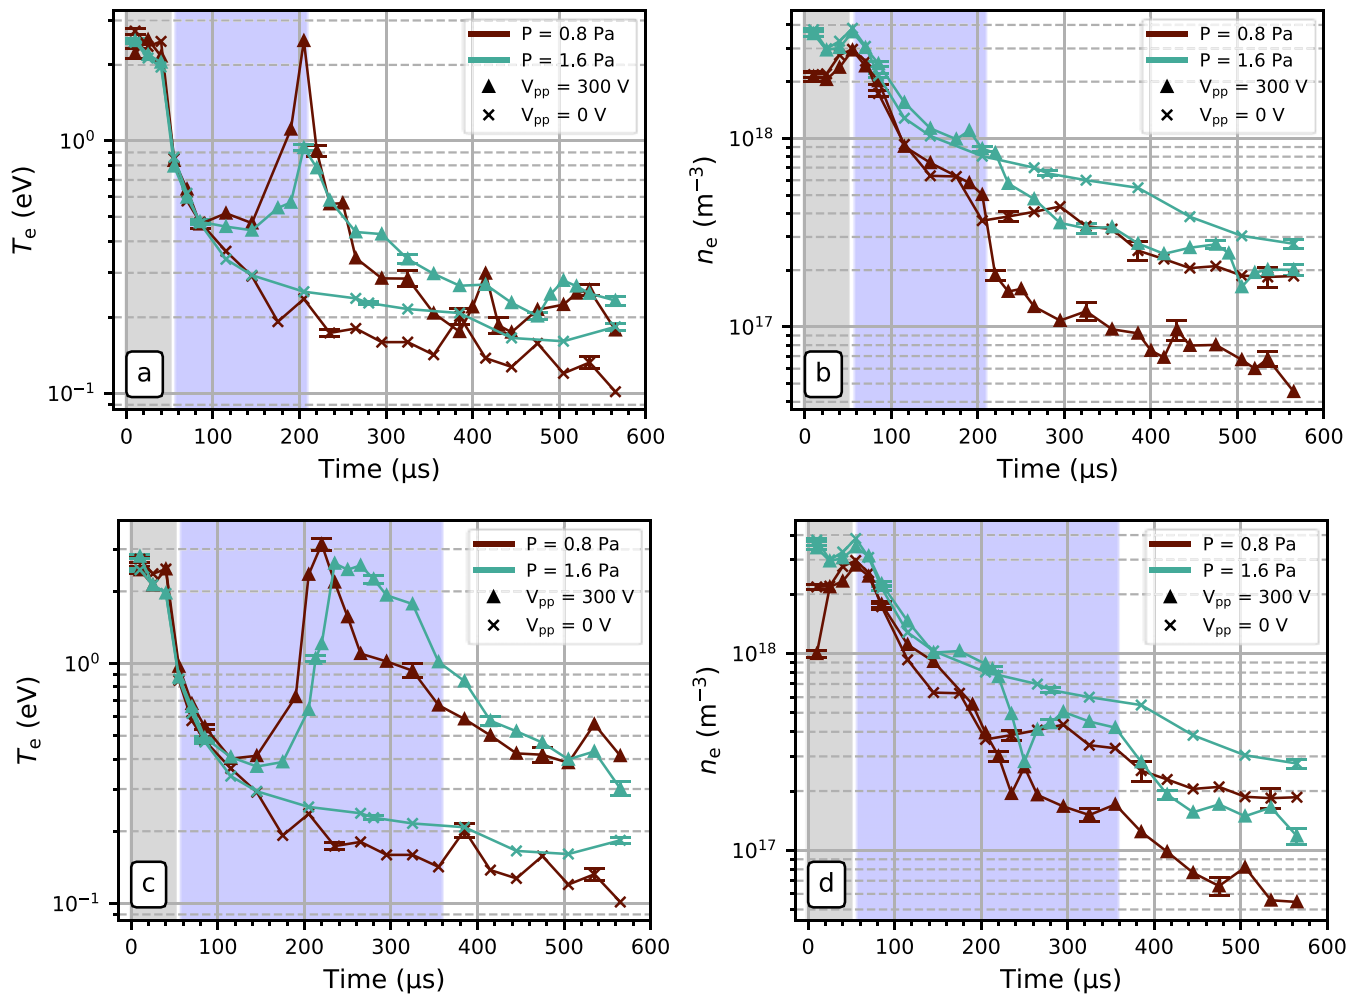 P = 0.8 Pa
P = 1.6 Pa
V_pp = 300 V
V_pp = 0 V
10^0
10^−1
T_e (eV)
a
0 100 200 300 400 500 600
Time (μs)
P = 0.8 Pa
P = 1.6 Pa
V_pp = 300 V
V_pp = 0 V
10^18
10^17
n_e (m^−3)
b
0 100 200 300 400 500 600
Time (μs)
P = 0.8 Pa
P = 1.6 Pa
V_pp = 300 V
V_pp = 0 V
10^0
10^−1
T_e (eV)
c
0 100 200 300 400 500 600
Time (μs)
P = 0.8 Pa
P = 1.6 Pa
V_pp = 300 V
V_pp = 0 V
10^18
10^17
n_e (m^−3)
d
0 100 200 300 400 500 600
Time (μs)